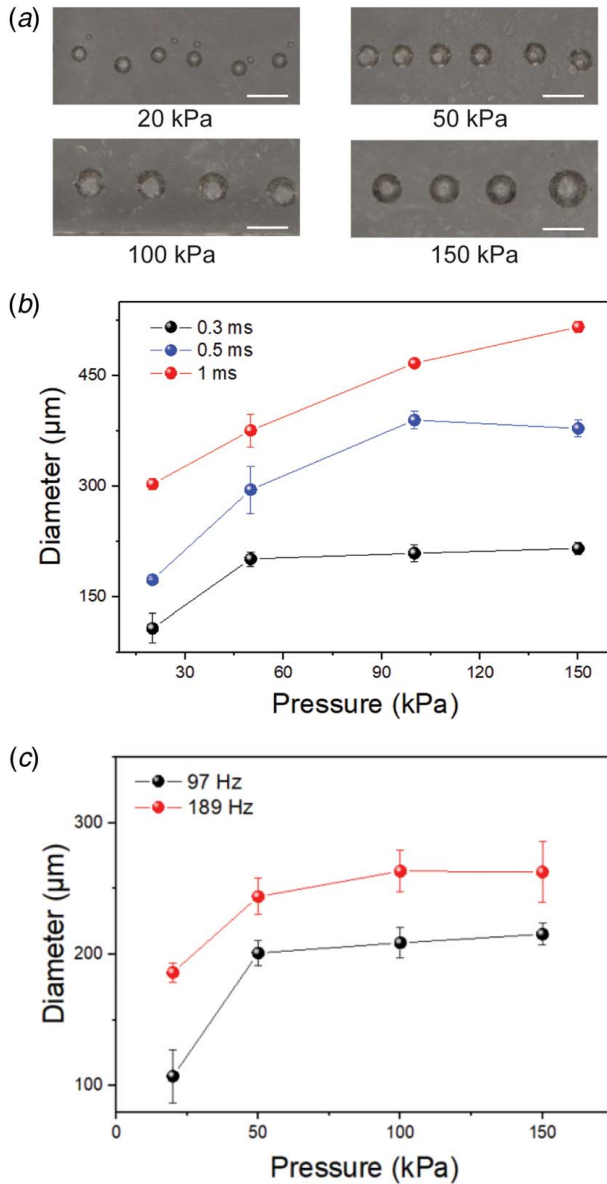 (a)
20 kPa
50 kPa
100 kPa
150 kPa
(b)
0.3 ms
0.5 ms
1 ms
450
300
150
Diameter (μm)
30
60
90
120
150
Pressure (kPa)
(c)
97 Hz
189 Hz
300
200
100
Diameter (μm)
0
50
100
150
Pressure (kPa)